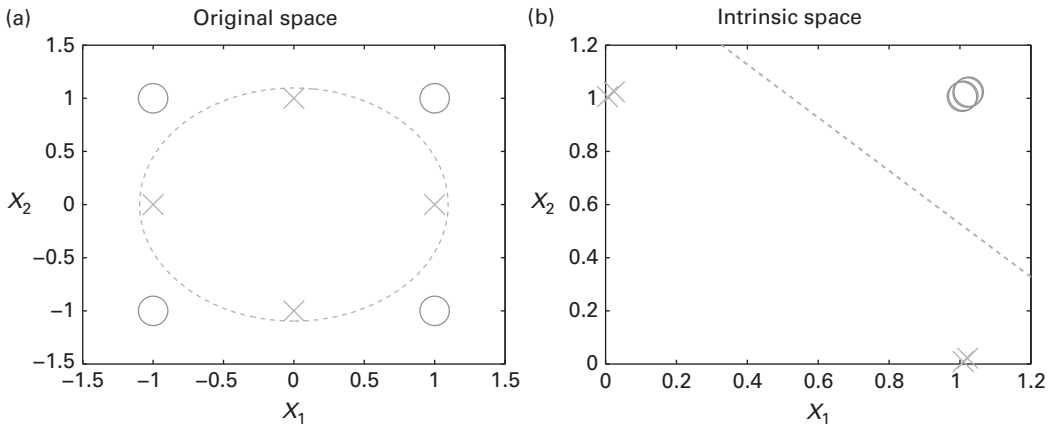 (a) Original space
1.5
1
0.5
X2 0
−0.5
−1
−1.5
−1.5 −1 −0.5 0 0.5 1 1.5
X1
(b) Intrinsic space
1.2
1
0.8
0.6
X2
0.4
0.2
0
0 0.2 0.4 0.6 0.8 1 1.2
X1